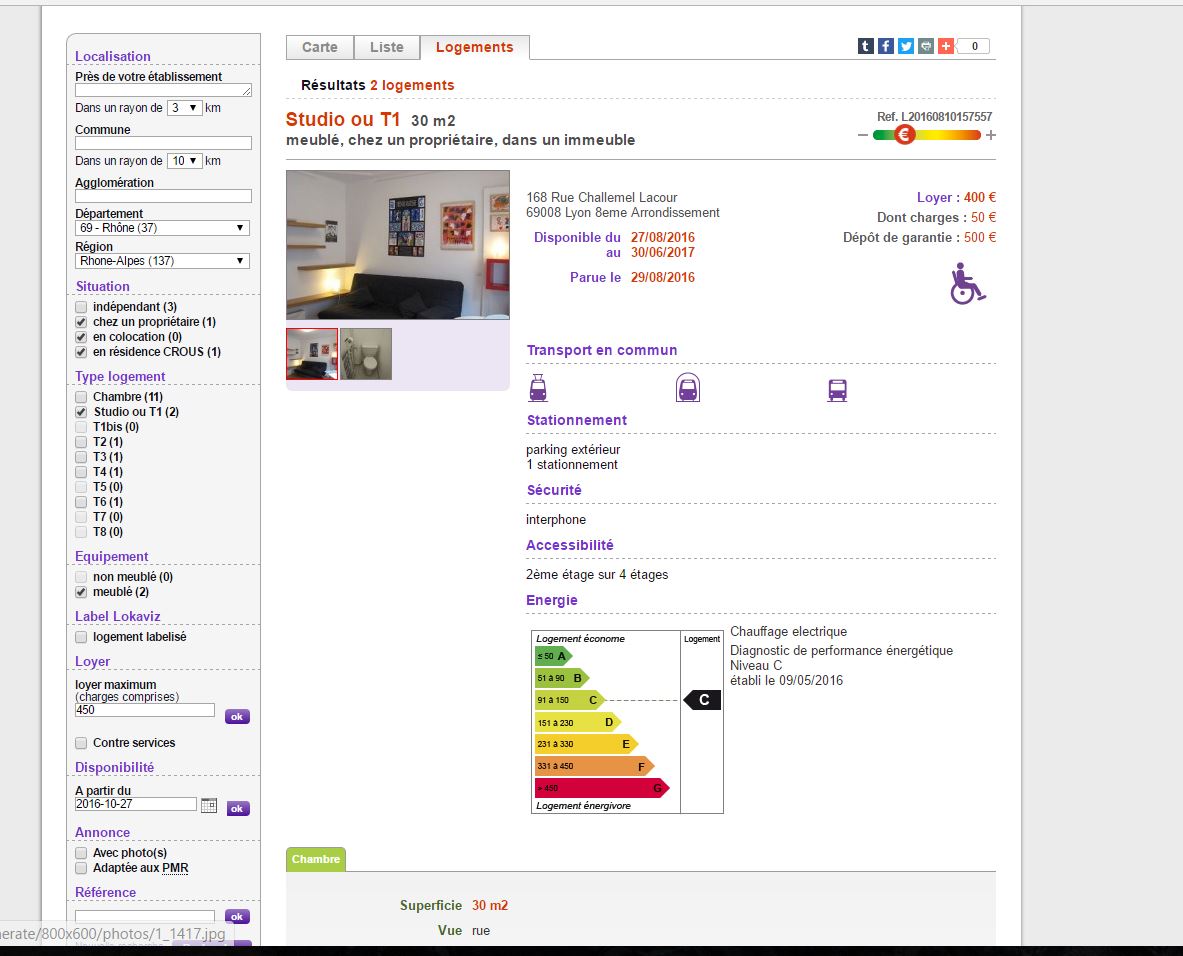 Localisation
Près de votre établissement
Dans un rayon de 3 km
Commune
Dans un rayon de 10 km
Agglomération
Département
69 - Rhône (37)
Région
Rhone-Alpes (137)
Situation
indépendant (3)
chez un propriétaire (1)
en colocation (0)
en résidence CROUS (1)
Type logement
Chambre (11)
Studio ou T1 (2)
T1bis (0)
T2 (1)
T3 (1)
T4 (1)
T5 (0)
T6 (1)
T7 (0)
T8 (0)
Equipement
non meublé (0)
meublé (2)
Label Lokaviz
logement labelisé
Loyer
loyer maximum
(charges comprises)
450 ok
Contre services
Disponibilité
A partir du
2016-10-27 ok
Annonce
Avec photo(s)
Adaptée aux PMR
Référence
ok
erate/800x600/photos/1_1417.jpg
Carte Liste Logements
t f + 0
Résultats 2 logements
Studio ou T1 30 m2
meublé, chez un propriétaire, dans un immeuble
Ref. L20160810157557
− € +
168 Rue Challemel Lacour
69008 Lyon 8eme Arrondissement
Disponible du 27/08/2016
au 30/06/2017
Parue le 29/08/2016
Loyer : 400 €
Dont charges : 50 €
Dépôt de garantie : 500 €
Transport en commun
Stationnement
parking extérieur
1 stationnement
Sécurité
interphone
Accessibilité
2ème étage sur 4 étages
Energie
Logement économe Logement
≤ 50 A
51 à 90 B
91 à 150 C C
151 à 230 D
231 à 330 E
331 à 450 F
> 450 G
Logement énergivore
Chauffage electrique
Diagnostic de performance énergétique
Niveau C
établi le 09/05/2016
Chambre
Superficie 30 m2
Vue rue